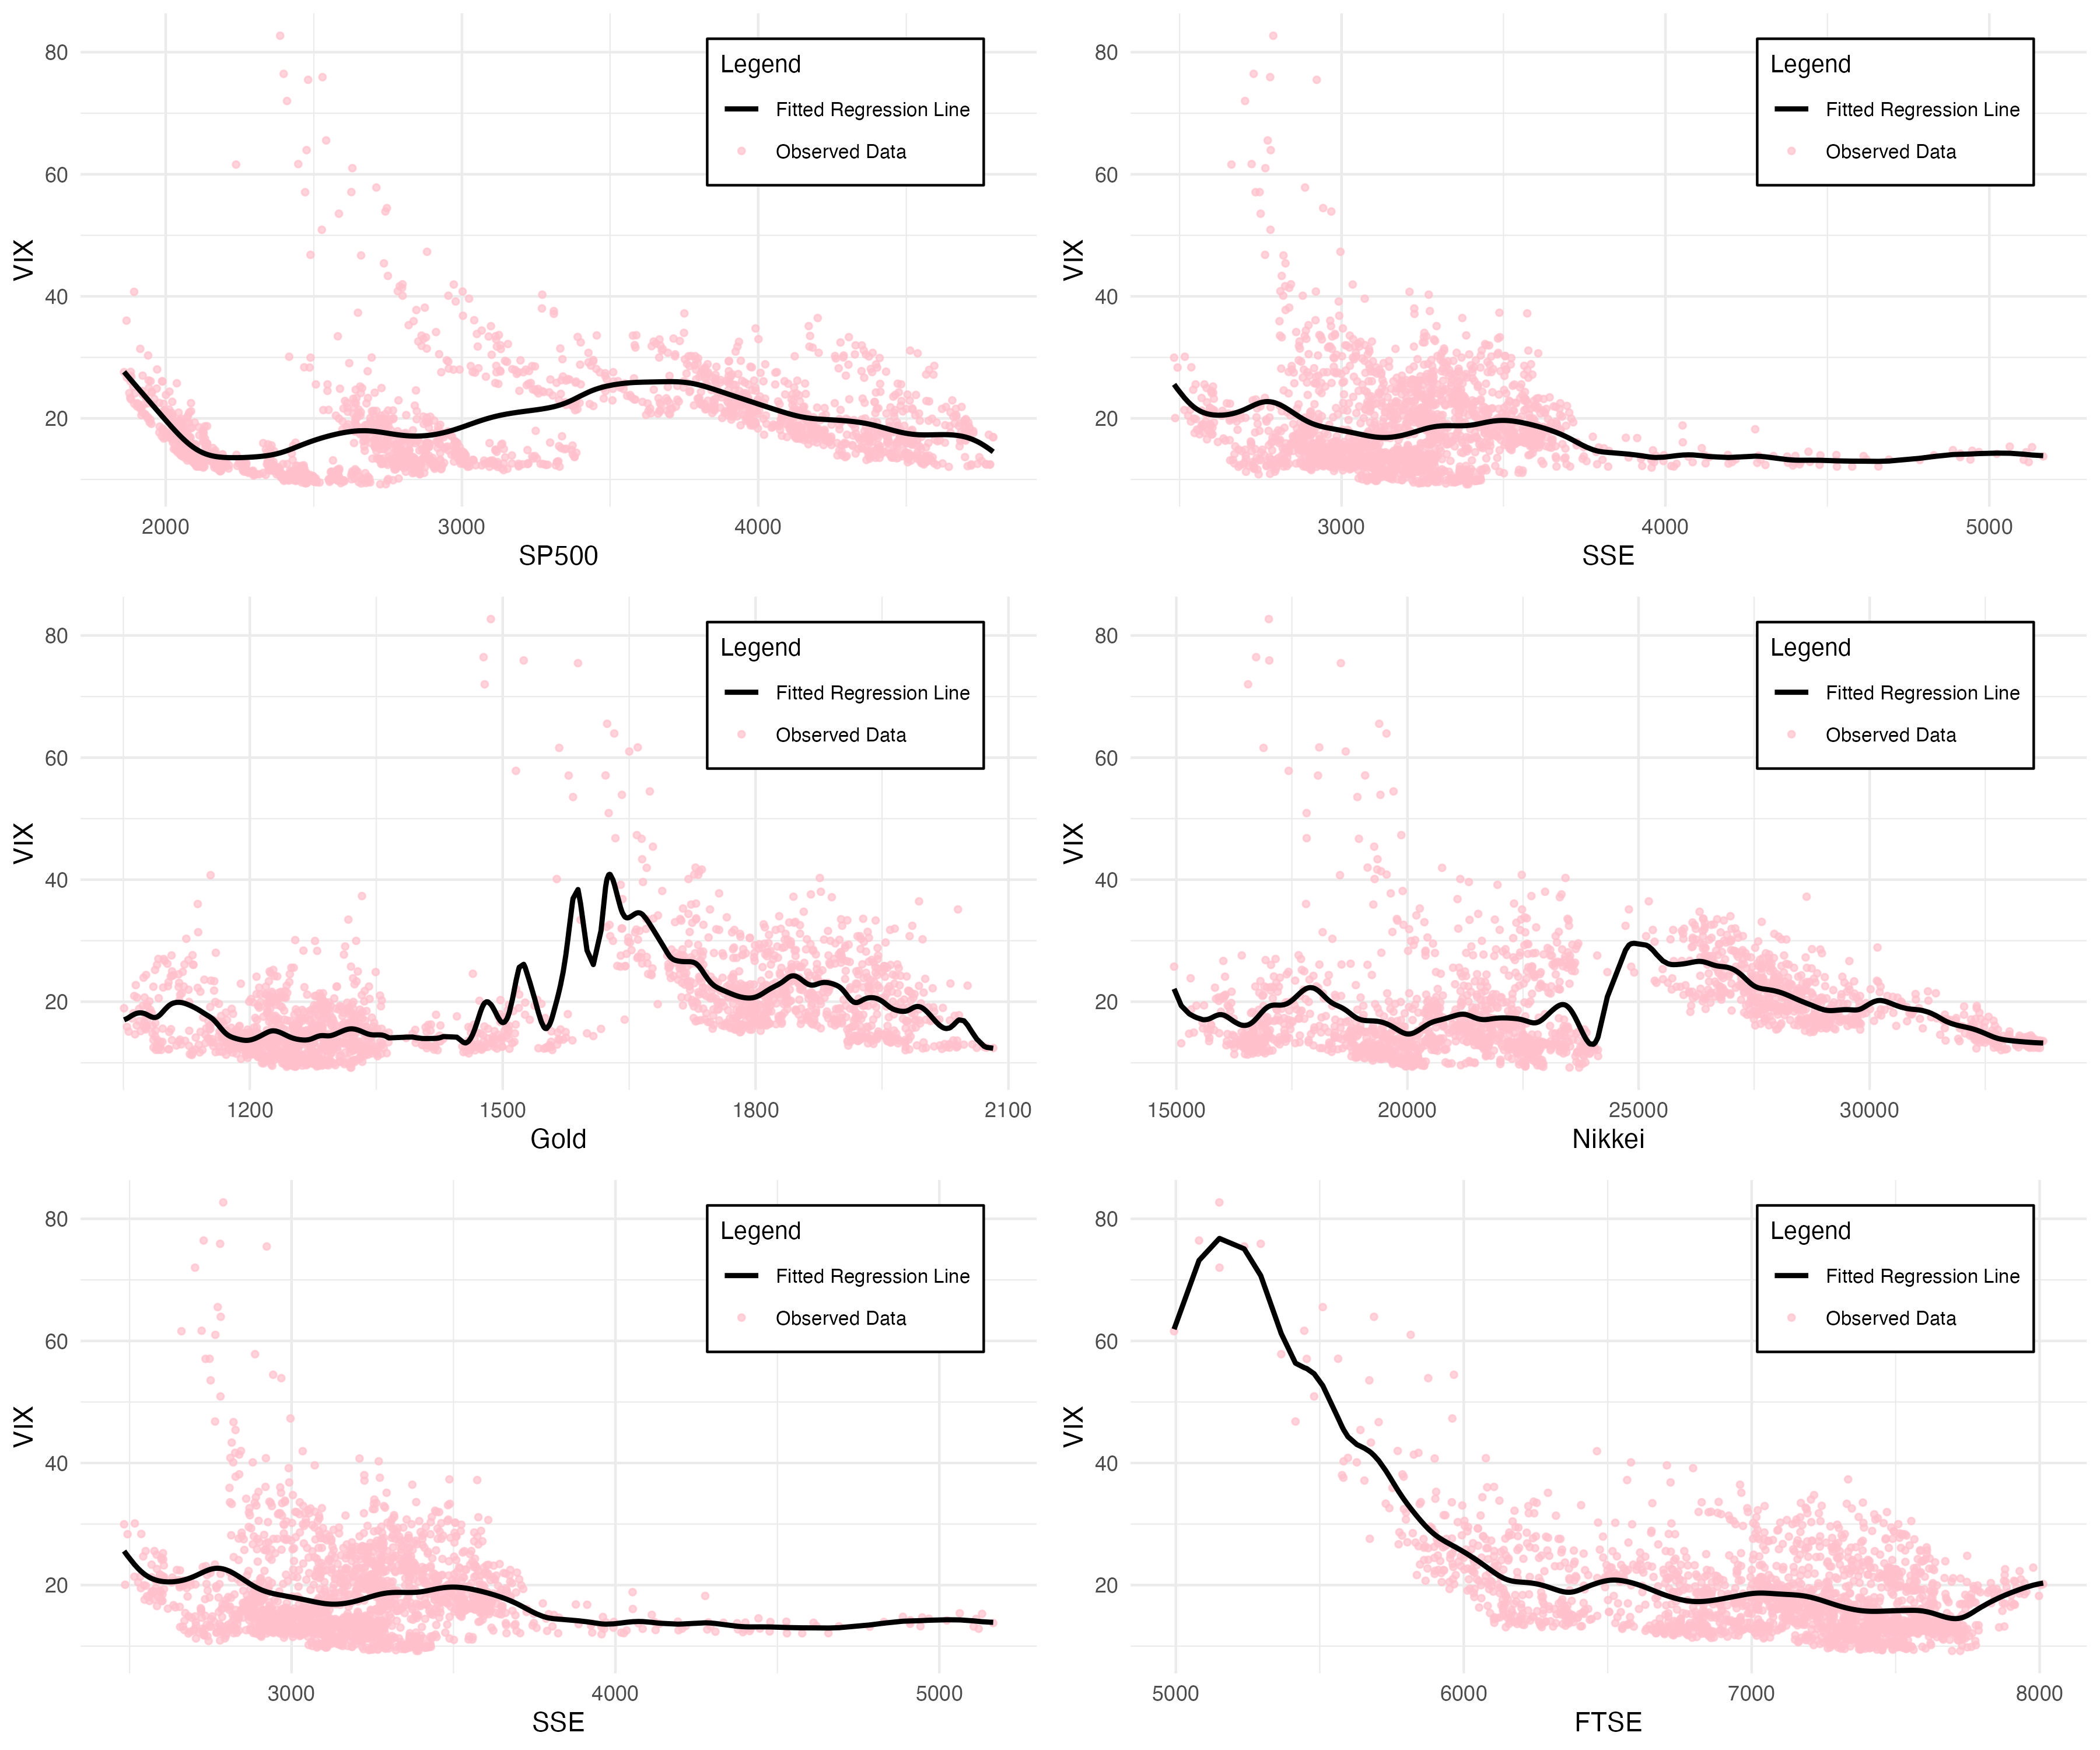 VIX
80
60
40
20
Legend
Fitted Regression Line
Observed Data
2000 3000 4000
SP500
VIX
80
60
40
20
Legend
Fitted Regression Line
Observed Data
3000 4000 5000
SSE
VIX
80
60
40
20
Legend
Fitted Regression Line
Observed Data
1200 1500 1800 2100
Gold
VIX
80
60
40
20
Legend
Fitted Regression Line
Observed Data
15000 20000 25000 30000
Nikkei
VIX
80
60
40
20
Legend
Fitted Regression Line
Observed Data
3000 4000 5000
SSE
VIX
80
60
40
20
Legend
Fitted Regression Line
Observed Data
5000 6000 7000 8000
FTSE